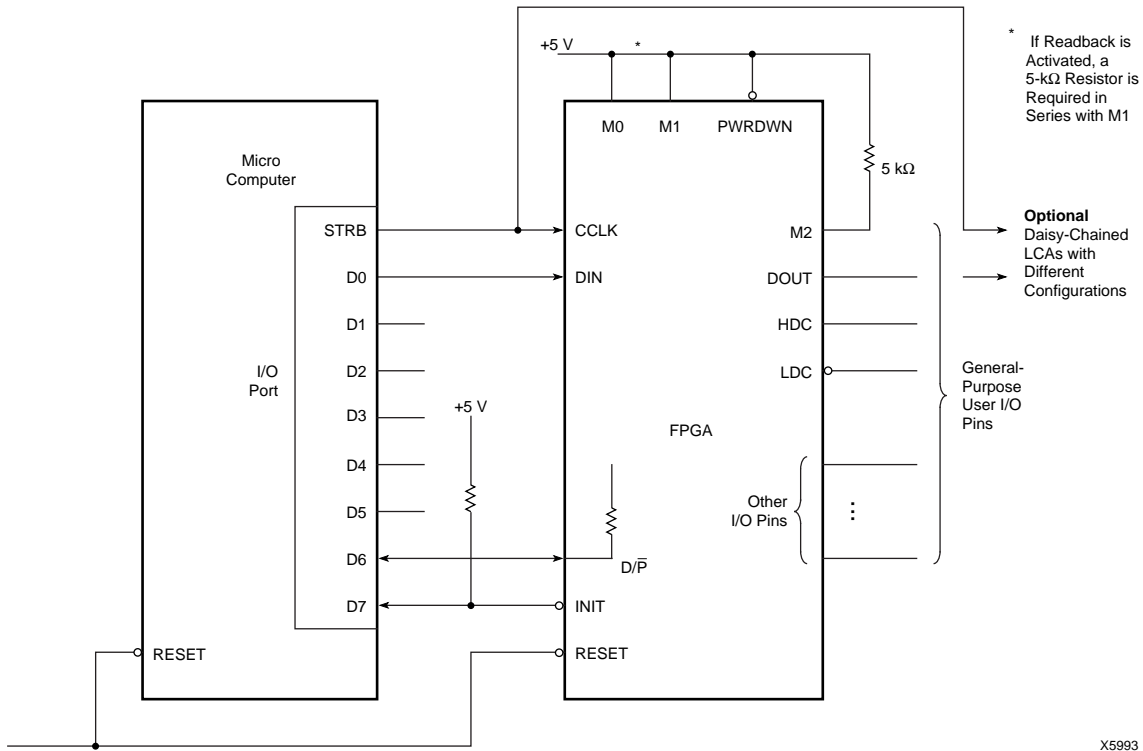 +5 V
*
*
If Readback is
Activated, a
5-kΩ Resistor is
Required in
Series with M1
M0
M1
PWRDWN
Micro
Computer
5 kΩ
STRB
CCLK
M2
Optional
Daisy-Chained
LCAs with
Different
Configurations
D0
DIN
DOUT
D1
HDC
I/O
Port
D2
LDC
General-
Purpose
User I/O
Pins
+5 V
D3
FPGA
D4
D5
Other
I/O Pins
⋮
D6
D/P̅
D7
INIT
RESET
RESET
X5993